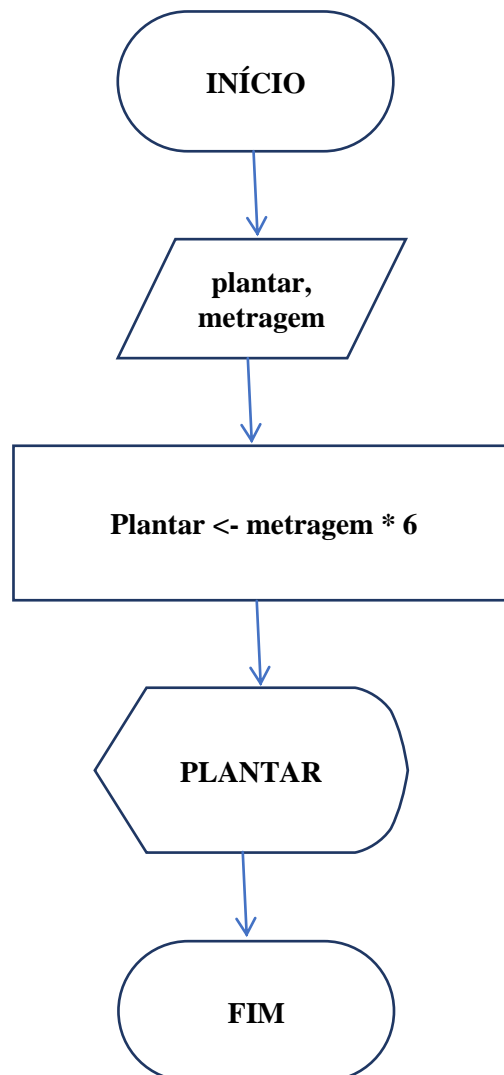 INÍCIO
plantar,
metragem
Plantar <- metragem * 6
PLANTAR
FIM